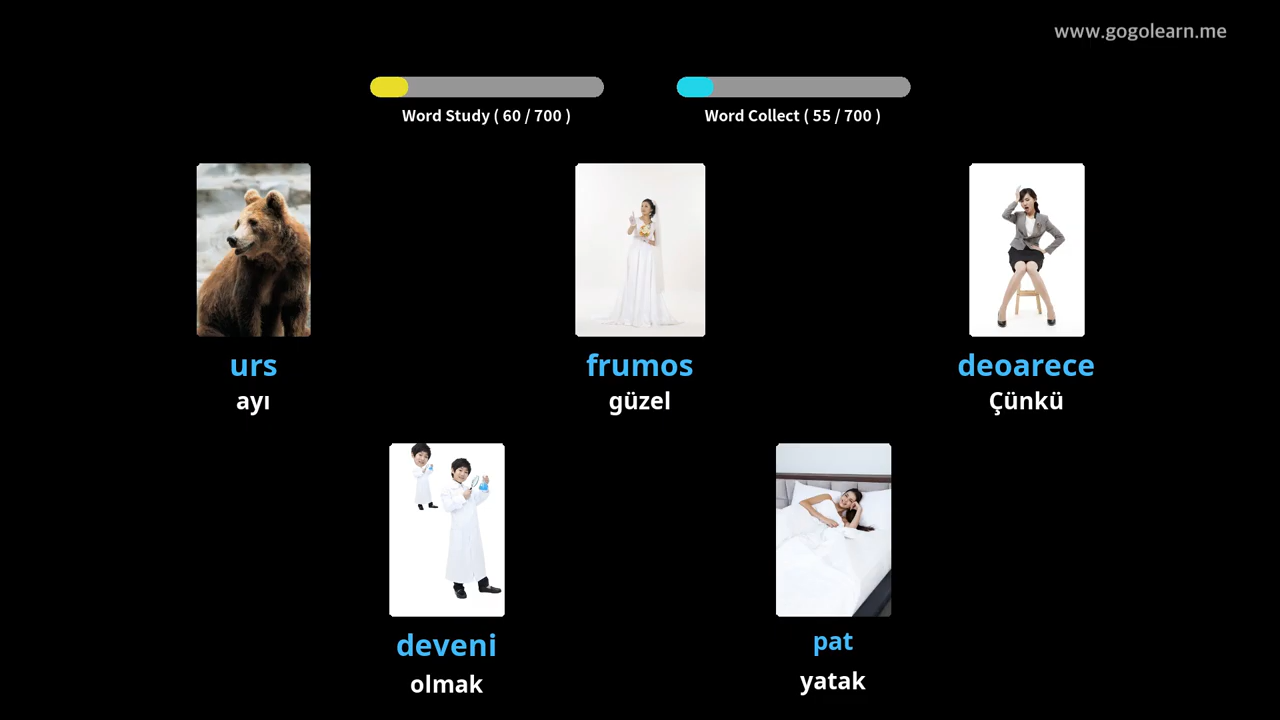 www.gogolearn.me
Word Study ( 60 / 700 )
Word Collect ( 55 / 700 )
urs
ayı
frumos
güzel
deoarece
Çünkü
deveni
olmak
pat
yatak